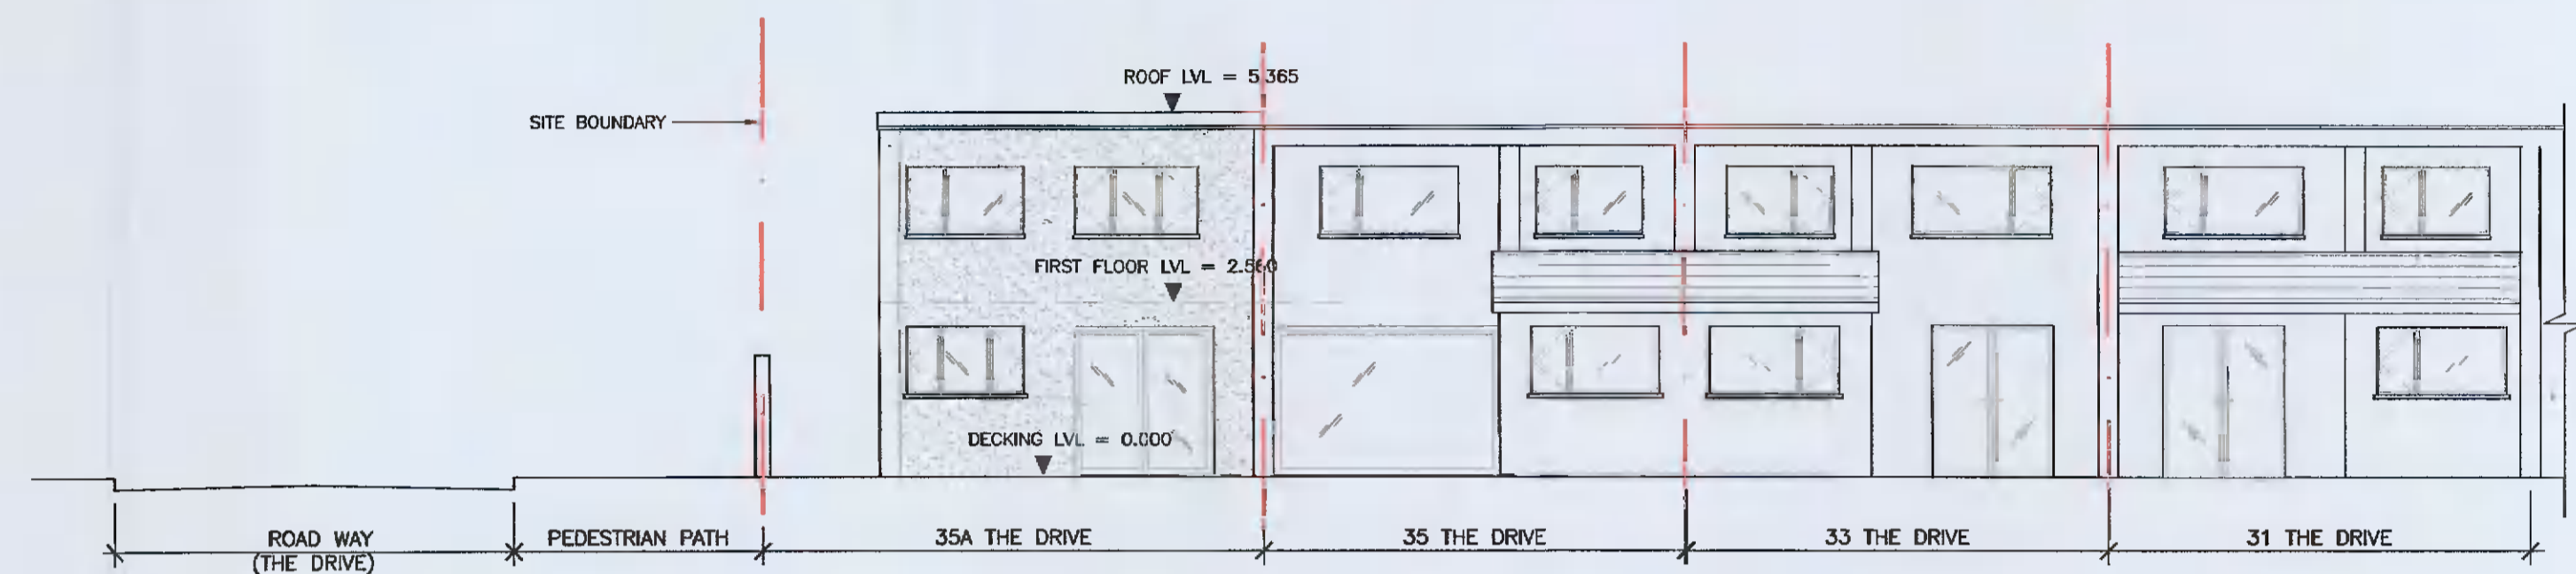 ROOF LVL = 5.365
SITE BOUNDARY
FIRST FLOOR LVL = 2.560
DECKING LVL = 0.000
ROAD WAY
(THE DRIVE)
PEDESTRIAN PATH
35A THE DRIVE
35 THE DRIVE
33 THE DRIVE
31 THE DRIVE